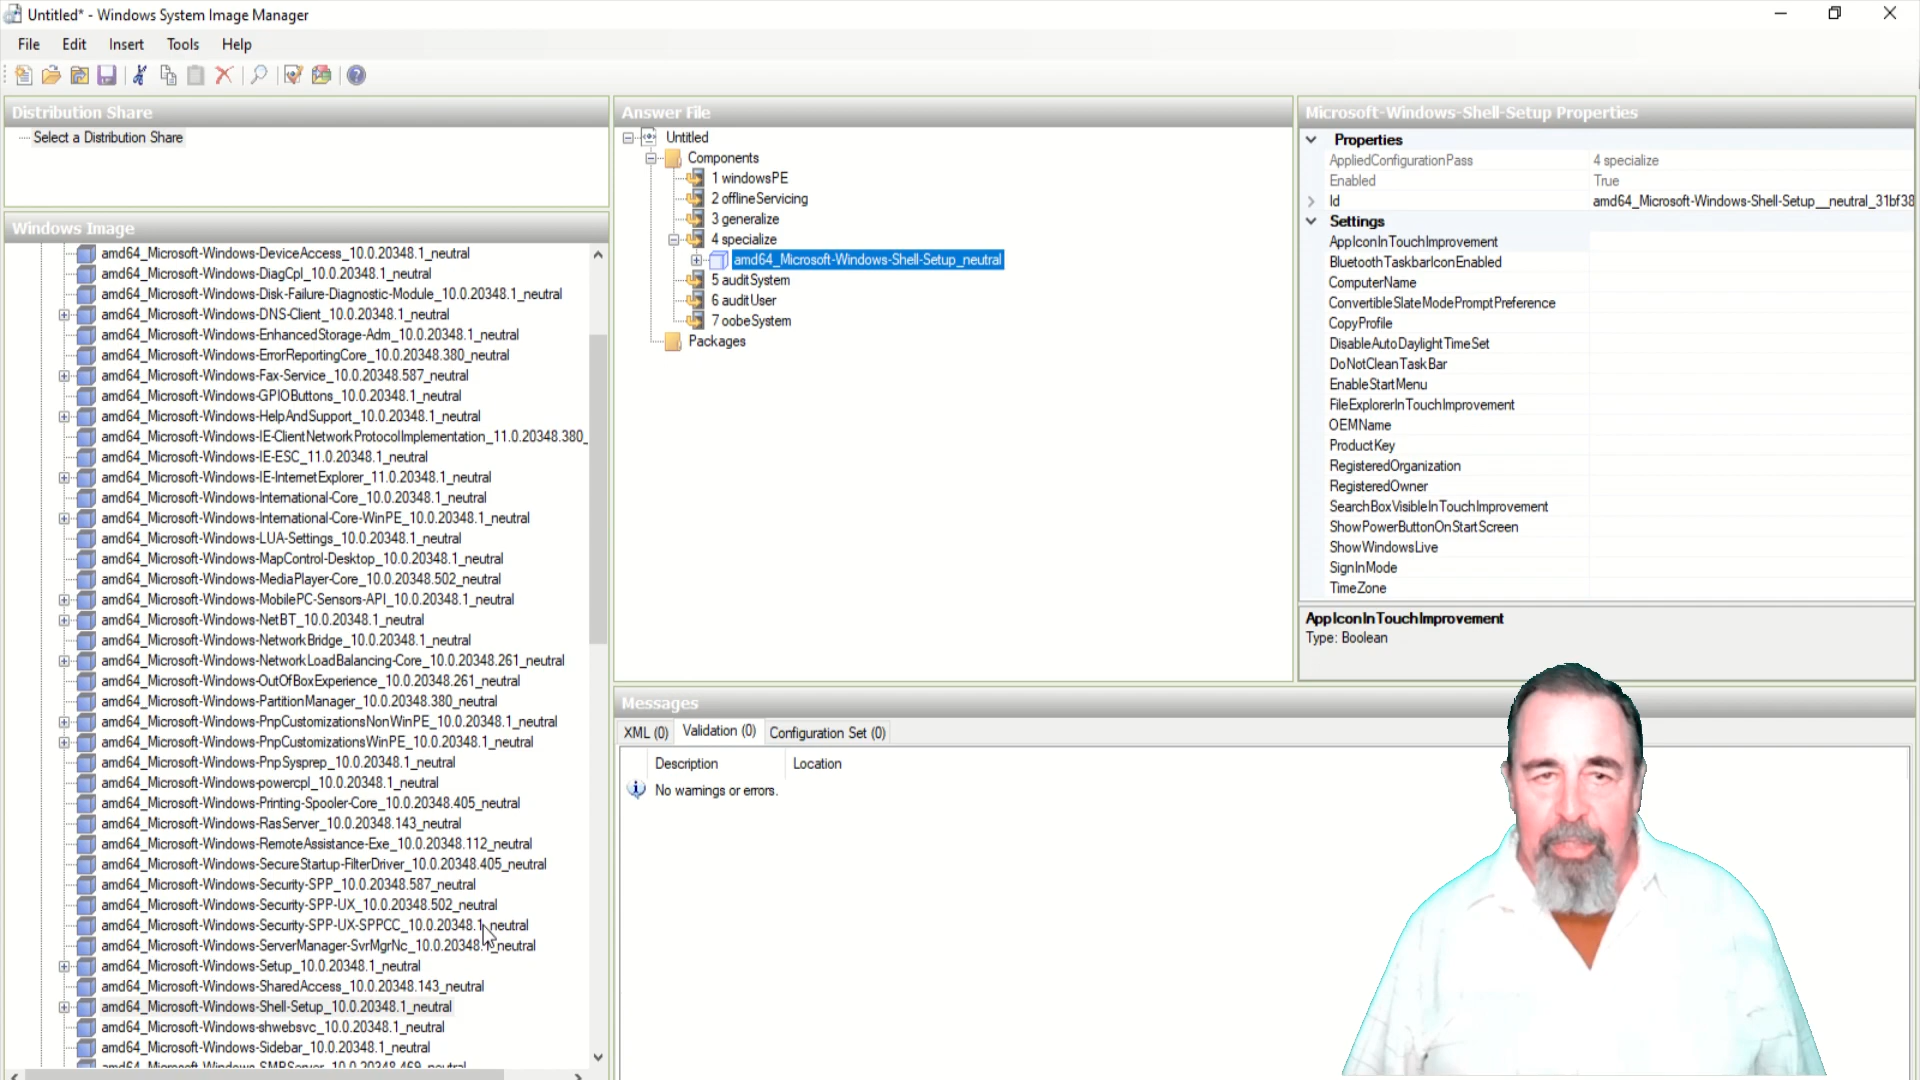 Untitled* - Windows System Image Manager
File Edit Insert Tools Help
Distribution Share
Select a Distribution Share
Windows Image
amd64_Microsoft-Windows-DeviceAccess_10.0.20348.1_neutral
amd64_Microsoft-Windows-DiagCpl_10.0.20348.1_neutral
amd64_Microsoft-Windows-Disk-Failure-Diagnostic-Module_10.0.20348.1_neutral
amd64_Microsoft-Windows-DNS-Client_10.0.20348.1_neutral
amd64_Microsoft-Windows-EnhancedStorage-Adm_10.0.20348.1_neutral
amd64_Microsoft-Windows-ErrorReportingCore_10.0.20348.380_neutral
amd64_Microsoft-Windows-Fax-Service_10.0.20348.587_neutral
amd64_Microsoft-Windows-GPIOButtons_10.0.20348.1_neutral
amd64_Microsoft-Windows-HelpAndSupport_10.0.20348.1_neutral
amd64_Microsoft-Windows-IE-ClientNetworkProtocolImplementation_11.0.20348.380_
amd64_Microsoft-Windows-IE-ESC_11.0.20348.1_neutral
amd64_Microsoft-Windows-IE-InternetExplorer_11.0.20348.1_neutral
amd64_Microsoft-Windows-International-Core_10.0.20348.1_neutral
amd64_Microsoft-Windows-International-Core-WinPE_10.0.20348.1_neutral
amd64_Microsoft-Windows-LUA-Settings_10.0.20348.1_neutral
amd64_Microsoft-Windows-MapControl-Desktop_10.0.20348.1_neutral
amd64_Microsoft-Windows-MediaPlayer-Core_10.0.20348.502_neutral
amd64_Microsoft-Windows-MobilePC-Sensors-API_10.0.20348.1_neutral
amd64_Microsoft-Windows-NetBT_10.0.20348.1_neutral
amd64_Microsoft-Windows-NetworkBridge_10.0.20348.1_neutral
amd64_Microsoft-Windows-NetworkLoadBalancing-Core_10.0.20348.261_neutral
amd64_Microsoft-Windows-OutOfBoxExperience_10.0.20348.261_neutral
amd64_Microsoft-Windows-PartitionManager_10.0.20348.380_neutral
amd64_Microsoft-Windows-PnpCustomizationsNonWinPE_10.0.20348.1_neutral
amd64_Microsoft-Windows-PnpCustomizationsWinPE_10.0.20348.1_neutral
amd64_Microsoft-Windows-PnpSysprep_10.0.20348.1_neutral
amd64_Microsoft-Windows-powercpl_10.0.20348.1_neutral
amd64_Microsoft-Windows-Printing-Spooler-Core_10.0.20348.405_neutral
amd64_Microsoft-Windows-RasServer_10.0.20348.143_neutral
amd64_Microsoft-Windows-RemoteAssistance-Exe_10.0.20348.112_neutral
amd64_Microsoft-Windows-SecureStartup-FilterDriver_10.0.20348.405_neutral
amd64_Microsoft-Windows-Security-SPP_10.0.20348.587_neutral
amd64_Microsoft-Windows-Security-SPP-UX_10.0.20348.502_neutral
amd64_Microsoft-Windows-Security-SPP-UX-SPPCC_10.0.20348.1_neutral
amd64_Microsoft-Windows-ServerManager-SvrMgrNc_10.0.20348.1_neutral
amd64_Microsoft-Windows-Setup_10.0.20348.1_neutral
amd64_Microsoft-Windows-SharedAccess_10.0.20348.143_neutral
amd64_Microsoft-Windows-Shell-Setup_10.0.20348.1_neutral
amd64_Microsoft-Windows-shwebsvc_10.0.20348.1_neutral
amd64_Microsoft-Windows-Sidebar_10.0.20348.1_neutral
amd64_Microsoft-Windows-SMBServer_10.0.20348.469_neutral
Answer File
Untitled
Components
1 windowsPE
2 offlineServicing
3 generalize
4 specialize
amd64_Microsoft-Windows-Shell-Setup_neutral
5 auditSystem
6 auditUser
7 oobeSystem
Packages
Microsoft-Windows-Shell-Setup Properties
Properties
AppliedConfigurationPass 4 specialize
Enabled True
Id amd64_Microsoft-Windows-Shell-Setup__neutral_31bf38
Settings
AppIconInTouchImprovement
BluetoothTaskbarIconEnabled
ComputerName
ConvertibleSlateModePromptPreference
CopyProfile
DisableAutoDaylightTimeSet
DoNotCleanTaskBar
EnableStartMenu
FileExplorerInTouchImprovement
OEMName
ProductKey
RegisteredOrganization
RegisteredOwner
SearchBoxVisibleInTouchImprovement
ShowPowerButtonOnStartScreen
ShowWindowsLive
SignInMode
TimeZone
AppIconInTouchImprovement
Type: Boolean
Messages
XML (0) Validation (0) Configuration Set (0)
Description Location
No warnings or errors.